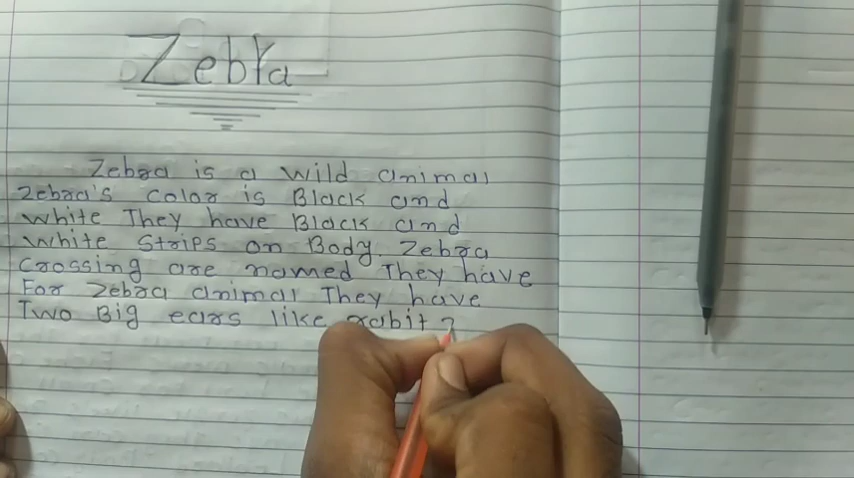 Zebra
Zebra is a wild animal
Zebra's color is Black and
white They have Black and
white strips on Body. Zebra
crossing are named They have
For Zebra animal They have
Two Big ears like rabit